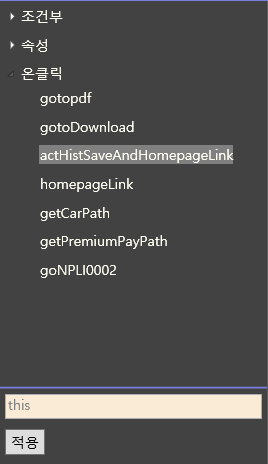 조건부
속성
온클릭
gotopdf
gotoDownload
actHistSaveAndHomepageLink
homepageLink
getCarPath
getPremiumPayPath
goNPLI0002
this
적용